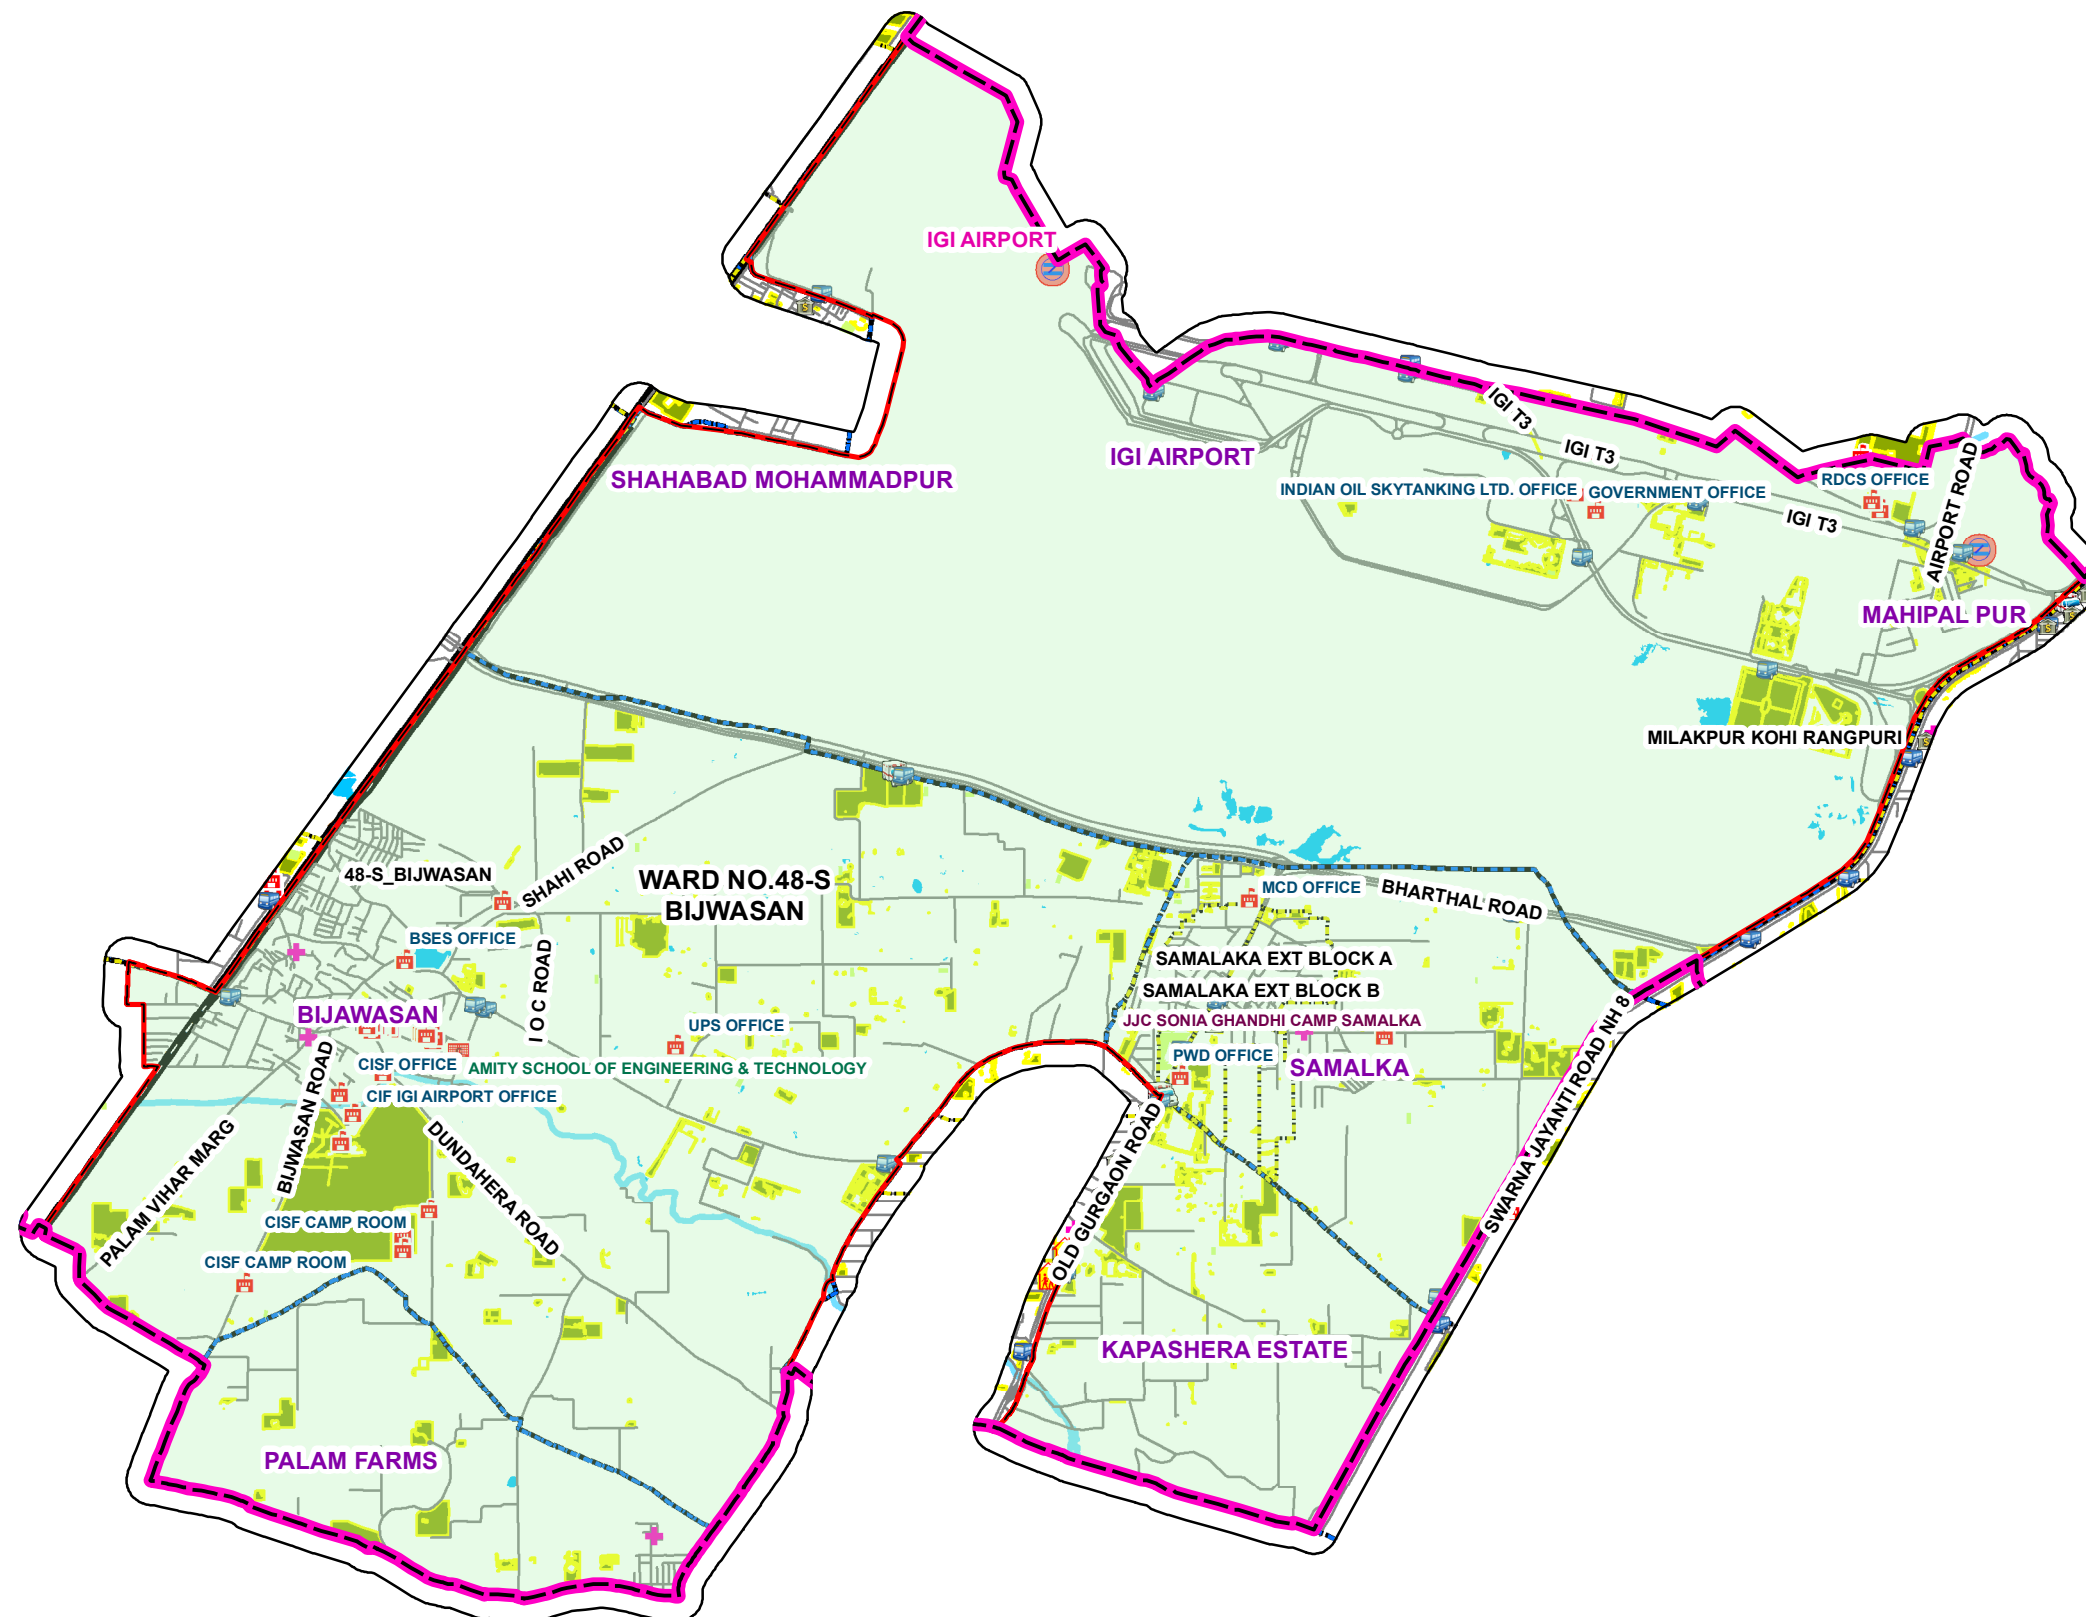 IGI AIRPORT
IGI T3
IGI AIRPORT
IGI T3
SHAHABAD MOHAMMADPUR
RDCS OFFICE
INDIAN OIL SKYTANKING LTD. OFFICE
GOVERNMENT OFFICE
IGI T3
AIRPORT ROAD
MAHIPAL PUR
MILAKPUR KOHI RANGPURI
48-S_BIJWASAN
SHAHI ROAD
WARD NO.48-S
BIJWASAN
MCD OFFICE
BHARTHAL ROAD
BSES OFFICE
I O C ROAD
SAMALAKA EXT BLOCK A
SAMALAKA EXT BLOCK B
BIJAWASAN
UPS OFFICE
JJC SONIA GHANDHI CAMP SAMALKA
CISF OFFICE
AMITY SCHOOL OF ENGINEERING & TECHNOLOGY
PWD OFFICE
SAMALKA
CIF IGI AIRPORT OFFICE
BIJWASAN ROAD
PALAM VIHAR MARG
DUNDAHERA ROAD
OLD GURGAON ROAD
SWARNA JAYANTI ROAD NH 8
CISF CAMP ROOM
CISF CAMP ROOM
KAPASHERA ESTATE
PALAM FARMS